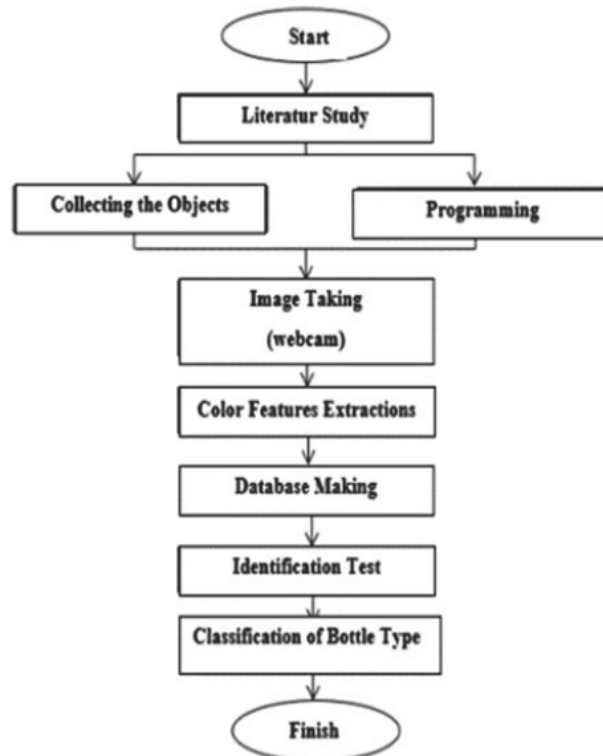 Start
Literatur Study
Collecting the Objects
Programming
Image Taking
(webcam)
Color Features Extractions
Database Making
Identification Test
Classification of Bottle Type
Finish